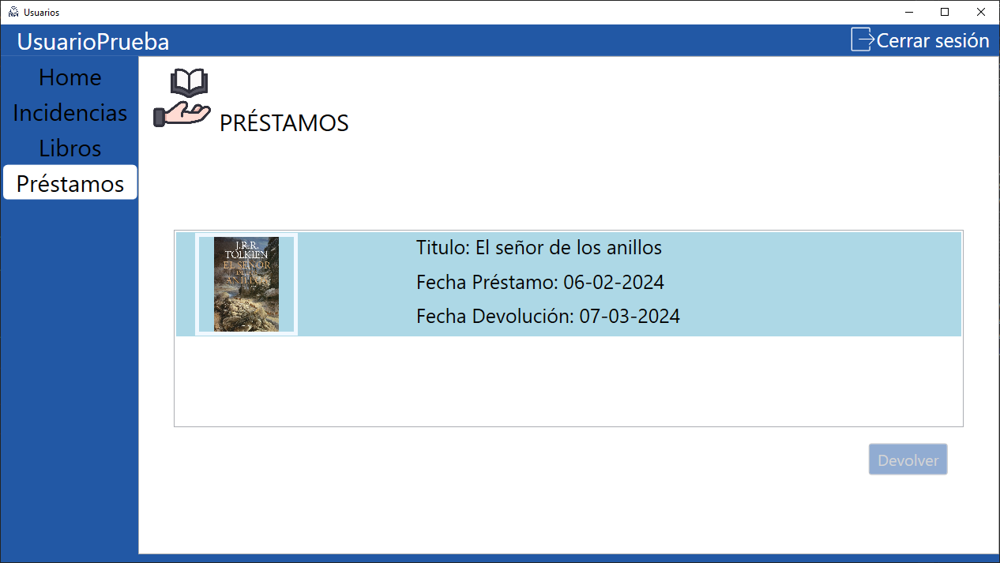 Usuarios
UsuarioPrueba
Cerrar sesión
Home
Incidencias
Libros
Préstamos
PRÉSTAMOS
J.R.R.
TOLKIEN
EL SEÑOR
DE LOS
ANILLOS
Titulo: El señor de los anillos
Fecha Préstamo: 06-02-2024
Fecha Devolución: 07-03-2024
Devolver